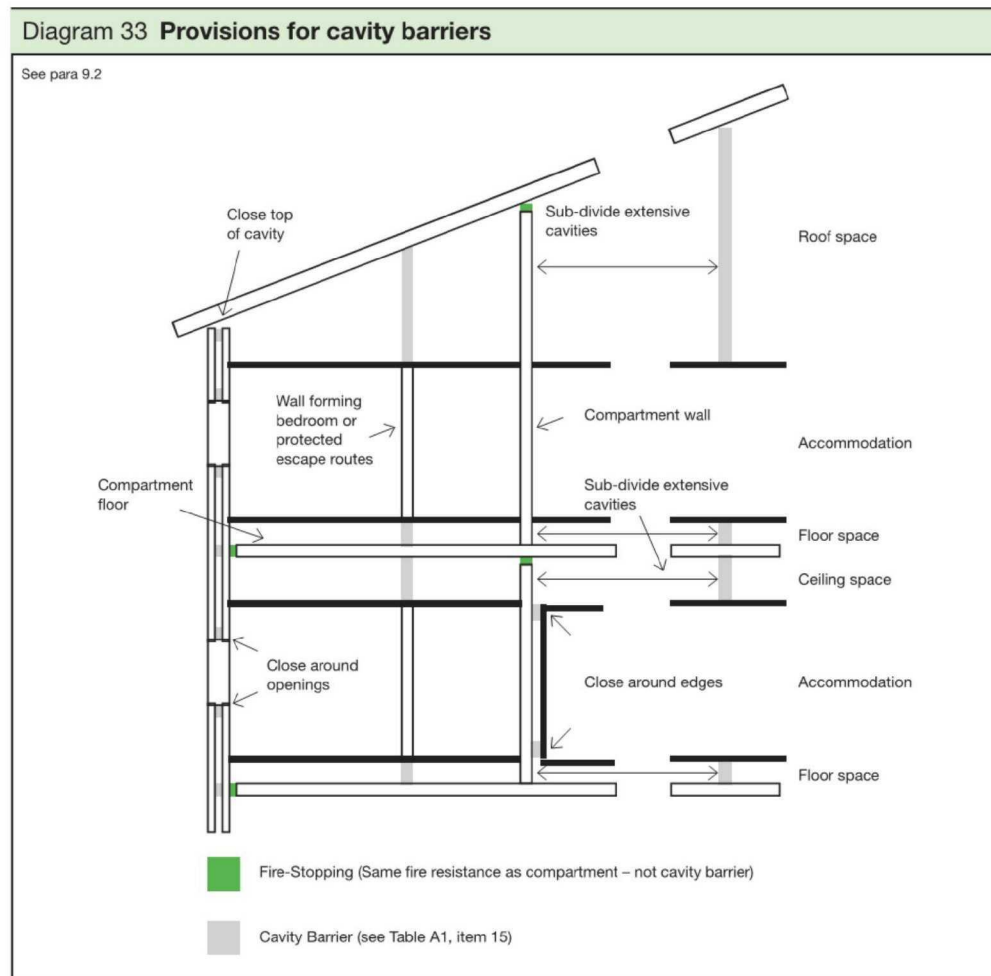 Diagram 33 Provisions for cavity barriers
See para 9.2
Close top
of cavity
Sub-divide extensive
cavities
Roof space
Wall forming
bedroom or
protected
escape routes
Compartment wall
Accommodation
Compartment
floor
Sub-divide extensive
cavities
Floor space
Ceiling space
Close around
openings
Close around edges
Accommodation
Floor space
Fire-Stopping (Same fire resistance as compartment – not cavity barrier)
Cavity Barrier (see Table A1, item 15)